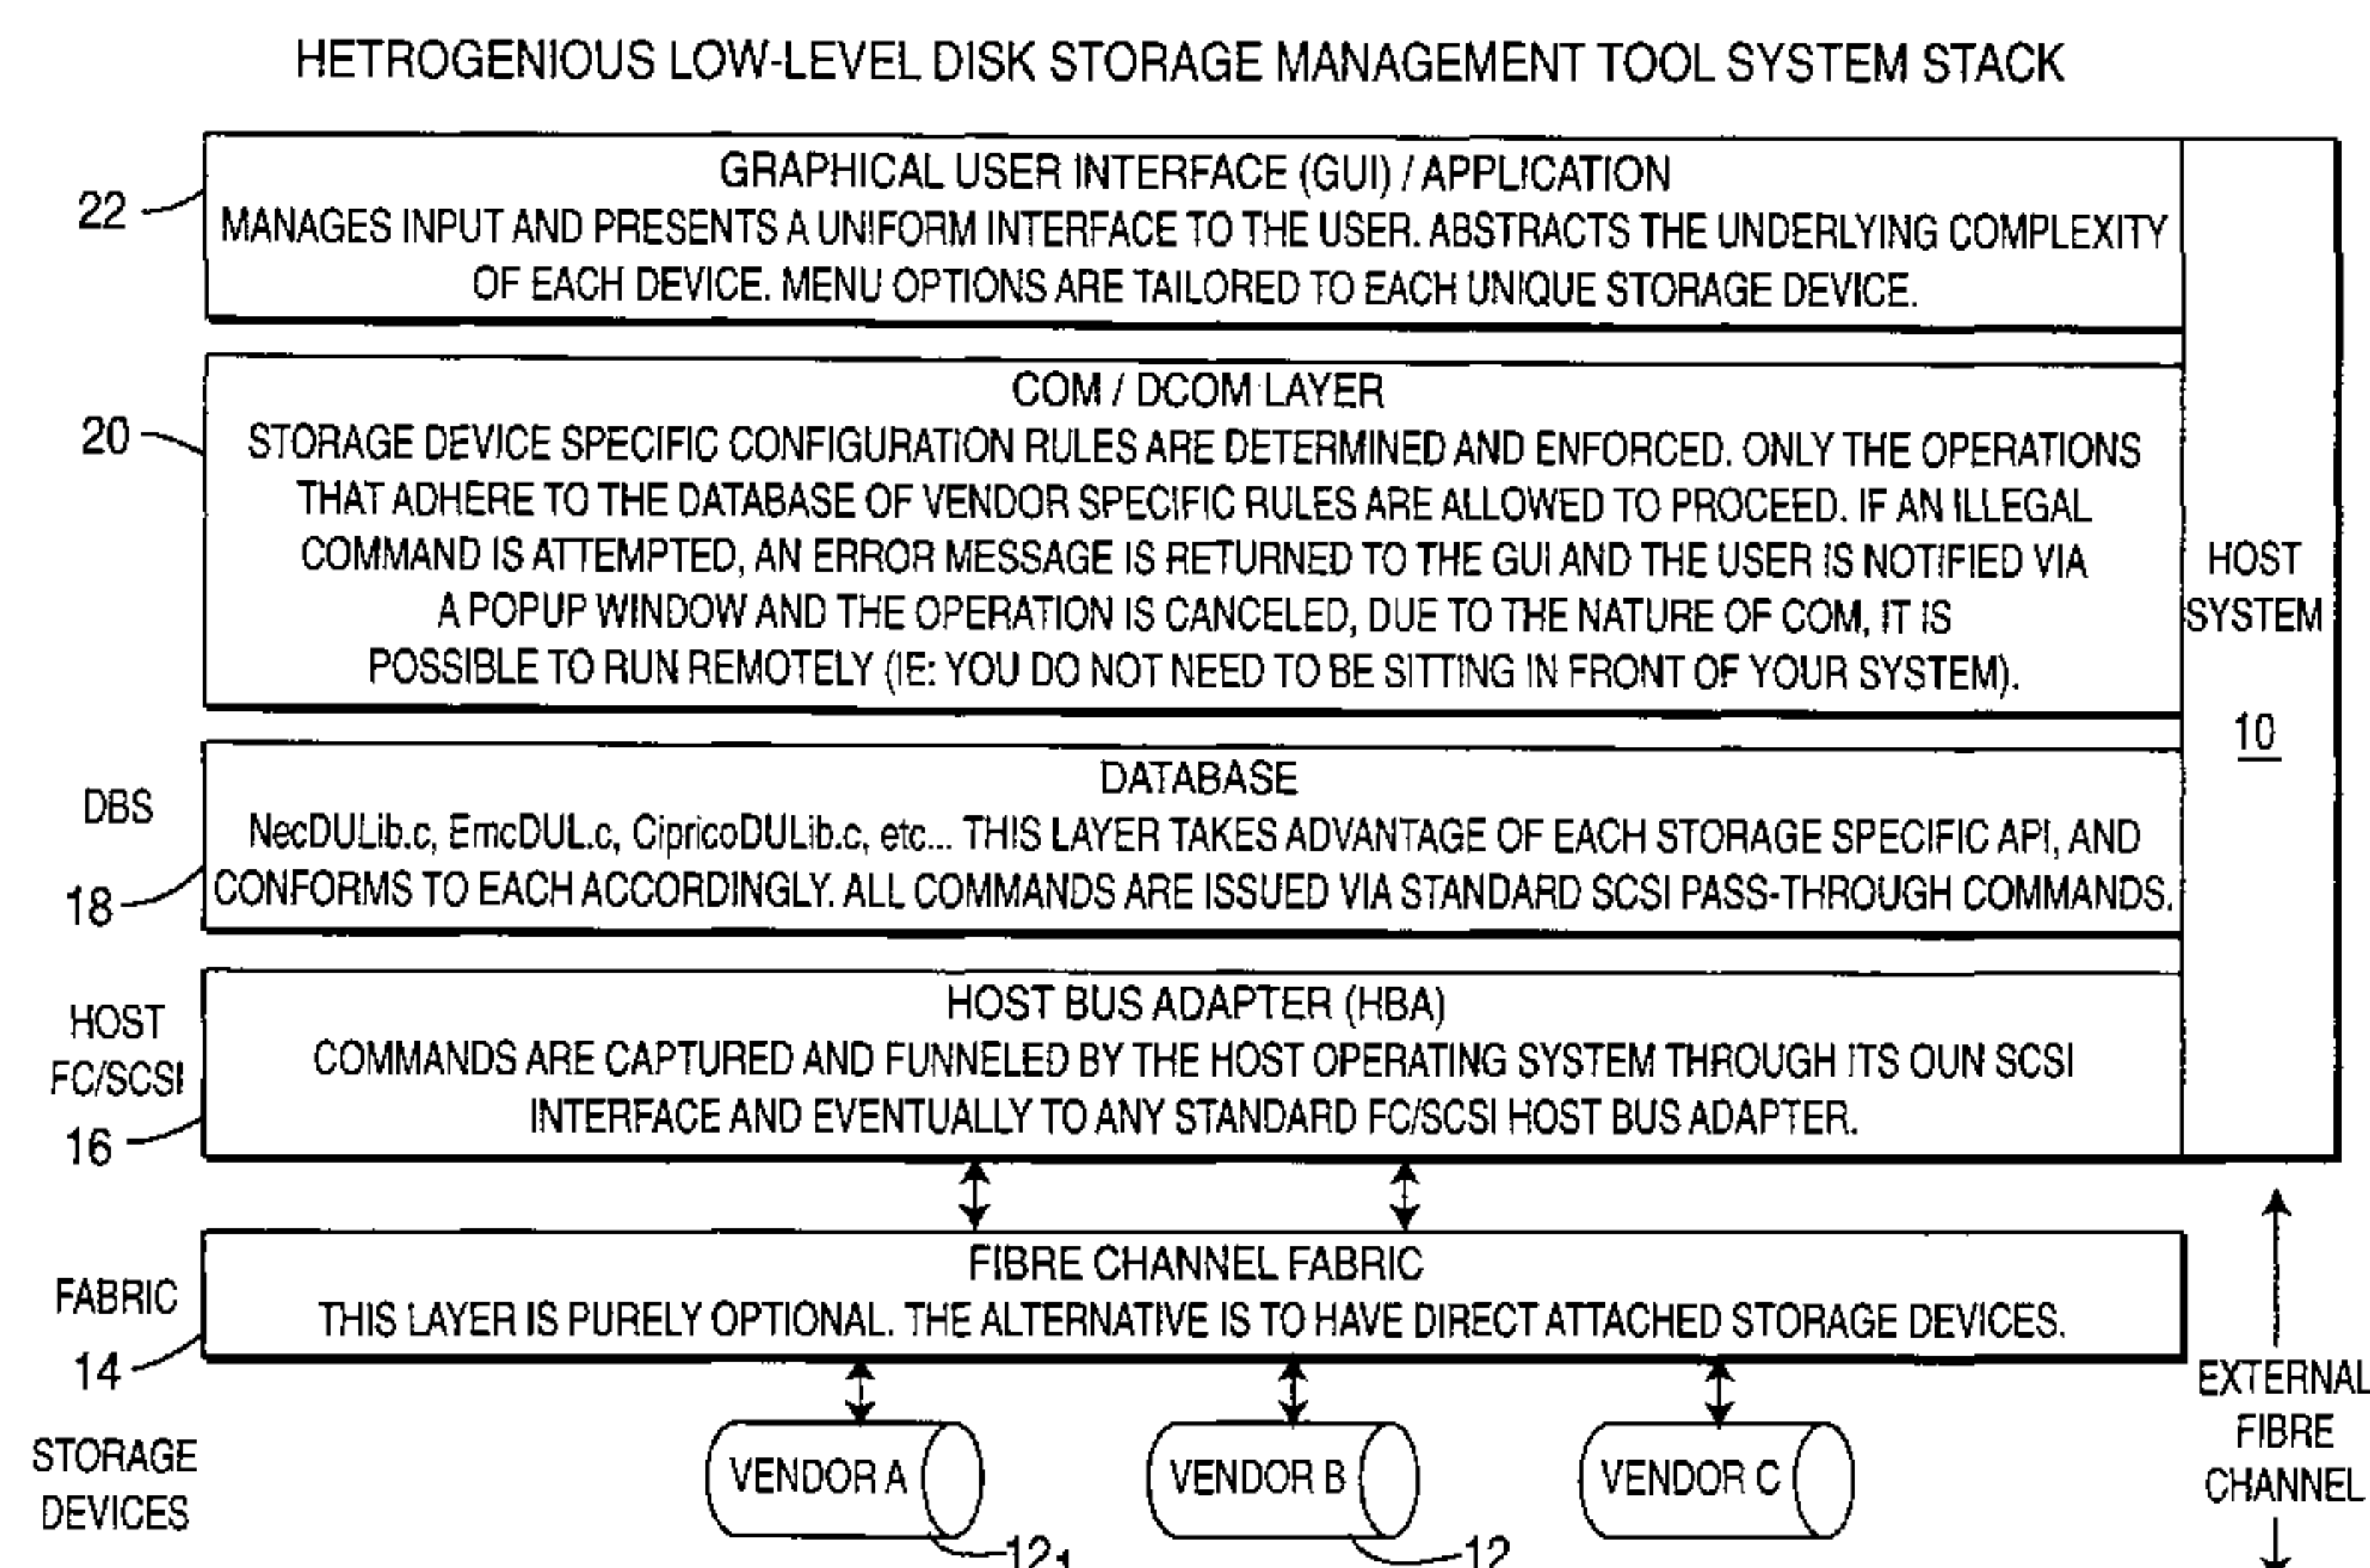 HETROGENIOUS LOW-LEVEL DISK STORAGE MANAGEMENT TOOL SYSTEM STACK
22
GRAPHICAL USER INTERFACE (GUI) / APPLICATION
MANAGES INPUT AND PRESENTS A UNIFORM INTERFACE TO THE USER. ABSTRACTS THE UNDERLYING COMPLEXITY
OF EACH DEVICE. MENU OPTIONS ARE TAILORED TO EACH UNIQUE STORAGE DEVICE.
20
COM / DCOM LAYER
STORAGE DEVICE SPECIFIC CONFIGURATION RULES ARE DETERMINED AND ENFORCED. ONLY THE OPERATIONS
THAT ADHERE TO THE DATABASE OF VENDOR SPECIFIC RULES ARE ALLOWED TO PROCEED. IF AN ILLEGAL
COMMAND IS ATTEMPTED, AN ERROR MESSAGE IS RETURNED TO THE GUI AND THE USER IS NOTIFIED VIA
A POPUP WINDOW AND THE OPERATION IS CANCELED, DUE TO THE NATURE OF COM, IT IS
POSSIBLE TO RUN REMOTELY (IE: YOU DO NOT NEED TO BE SITTING IN FRONT OF YOUR SYSTEM).
HOST
SYSTEM
10
DBS
18
DATABASE
NecDULib.c, EmcDUL.c, CipricoDULib.c, etc... THIS LAYER TAKES ADVANTAGE OF EACH STORAGE SPECIFIC API, AND
CONFORMS TO EACH ACCORDINGLY. ALL COMMANDS ARE ISSUED VIA STANDARD SCSI PASS-THROUGH COMMANDS.
HOST
FC/SCSI
16
HOST BUS ADAPTER (HBA)
COMMANDS ARE CAPTURED AND FUNNELED BY THE HOST OPERATING SYSTEM THROUGH ITS OUN SCSI
INTERFACE AND EVENTUALLY TO ANY STANDARD FC/SCSI HOST BUS ADAPTER.
FABRIC
14
FIBRE CHANNEL FABRIC
THIS LAYER IS PURELY OPTIONAL. THE ALTERNATIVE IS TO HAVE DIRECT ATTACHED STORAGE DEVICES.
STORAGE
DEVICES
VENDOR A
VENDOR B
VENDOR C
12₁
12
EXTERNAL
FIBRE
CHANNEL